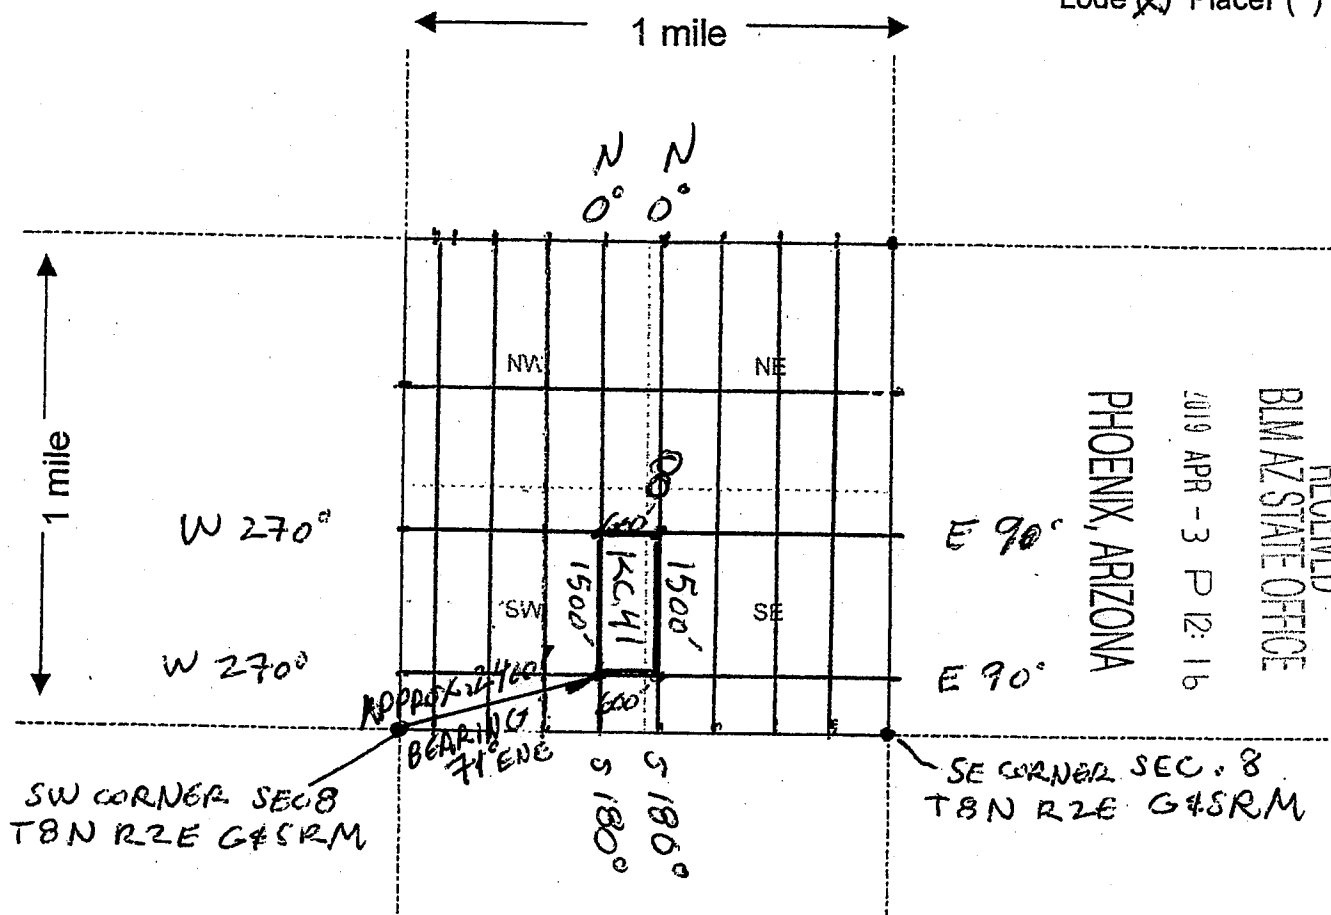 Lode (X) Placer ( )
1 mile
N N
0° 0°
NW
NE
1 mile
8
W 270°
E 90°
600'
1500'
KC41
1500'
SW
SE
W 270°
E 90°
600'
APPROX. 2460'
BEARING
71° ENE
S 180°
S 180°
SW CORNER SEC. 8
T8N R2E G&SRM
SE CORNER SEC. 8
T8N R2E G&SRM
RECEIVED
BLM AZ STATE OFFICE
2019 APR -3 P 12: 16
PHOENIX, ARIZONA